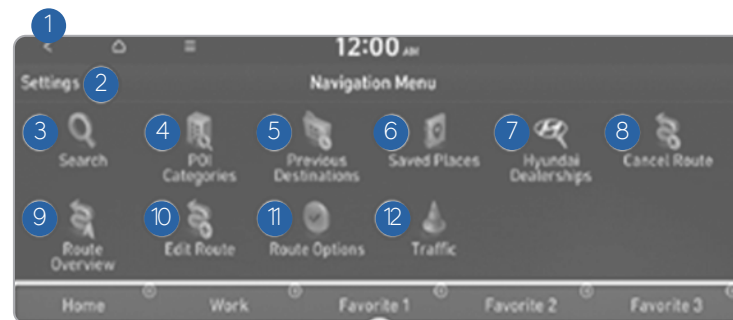 1
12:00 AM
Settings 2 Navigation Menu
3 4 5 6 7 8
Search POI Categories Previous Destinations Saved Places Hyundai Dealerships Cancel Route
9 10 11 12
Route Overview Edit Route Route Options Traffic
Home Work Favorite 1 Favorite 2 Favorite 3